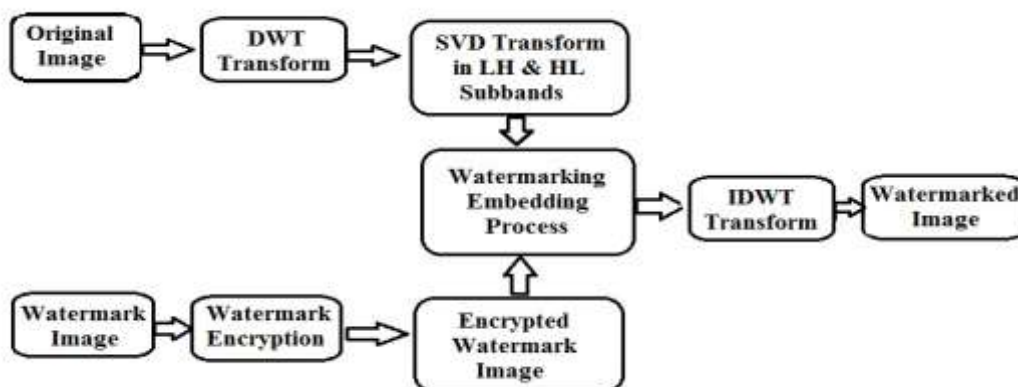 Original
Image
DWT
Transform
SVD Transform
in LH & HL
Subbands
Watermarking
Embedding
Process
IDWT
Transform
Watermarked
Image
Watermark
Image
Watermark
Encryption
Encrypted
Watermark
Image